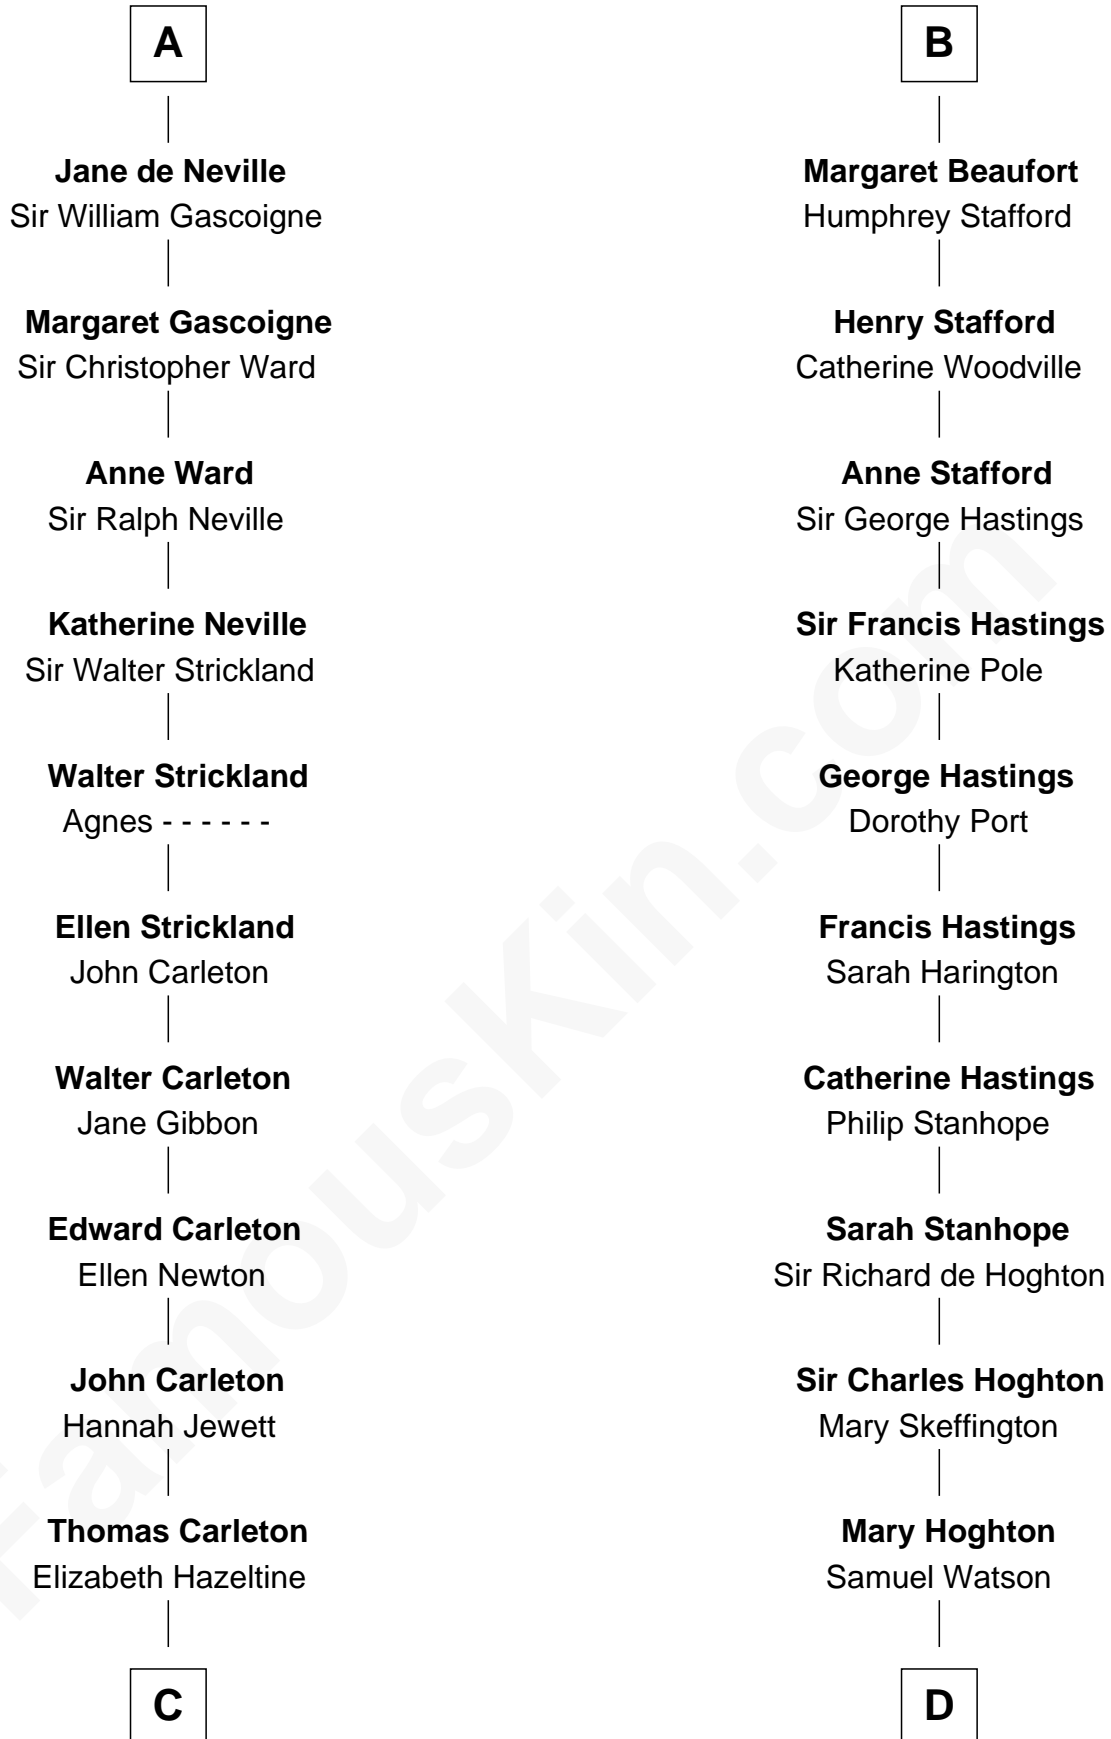 A
Jane de Neville
Sir William Gascoigne
Margaret Gascoigne
Sir Christopher Ward
Anne Ward
Sir Ralph Neville
Katherine Neville
Sir Walter Strickland
Walter Strickland
Agnes - - - - - -
Ellen Strickland
John Carleton
Walter Carleton
Jane Gibbon
Edward Carleton
Ellen Newton
John Carleton
Hannah Jewett
Thomas Carleton
Elizabeth Hazeltine
C
B
Margaret Beaufort
Humphrey Stafford
Henry Stafford
Catherine Woodville
Anne Stafford
Sir George Hastings
Sir Francis Hastings
Katherine Pole
George Hastings
Dorothy Port
Francis Hastings
Sarah Harington
Catherine Hastings
Philip Stanhope
Sarah Stanhope
Sir Richard de Hoghton
Sir Charles Hoghton
Mary Skeffington
Mary Hoghton
Samuel Watson
D
FamousKin.com